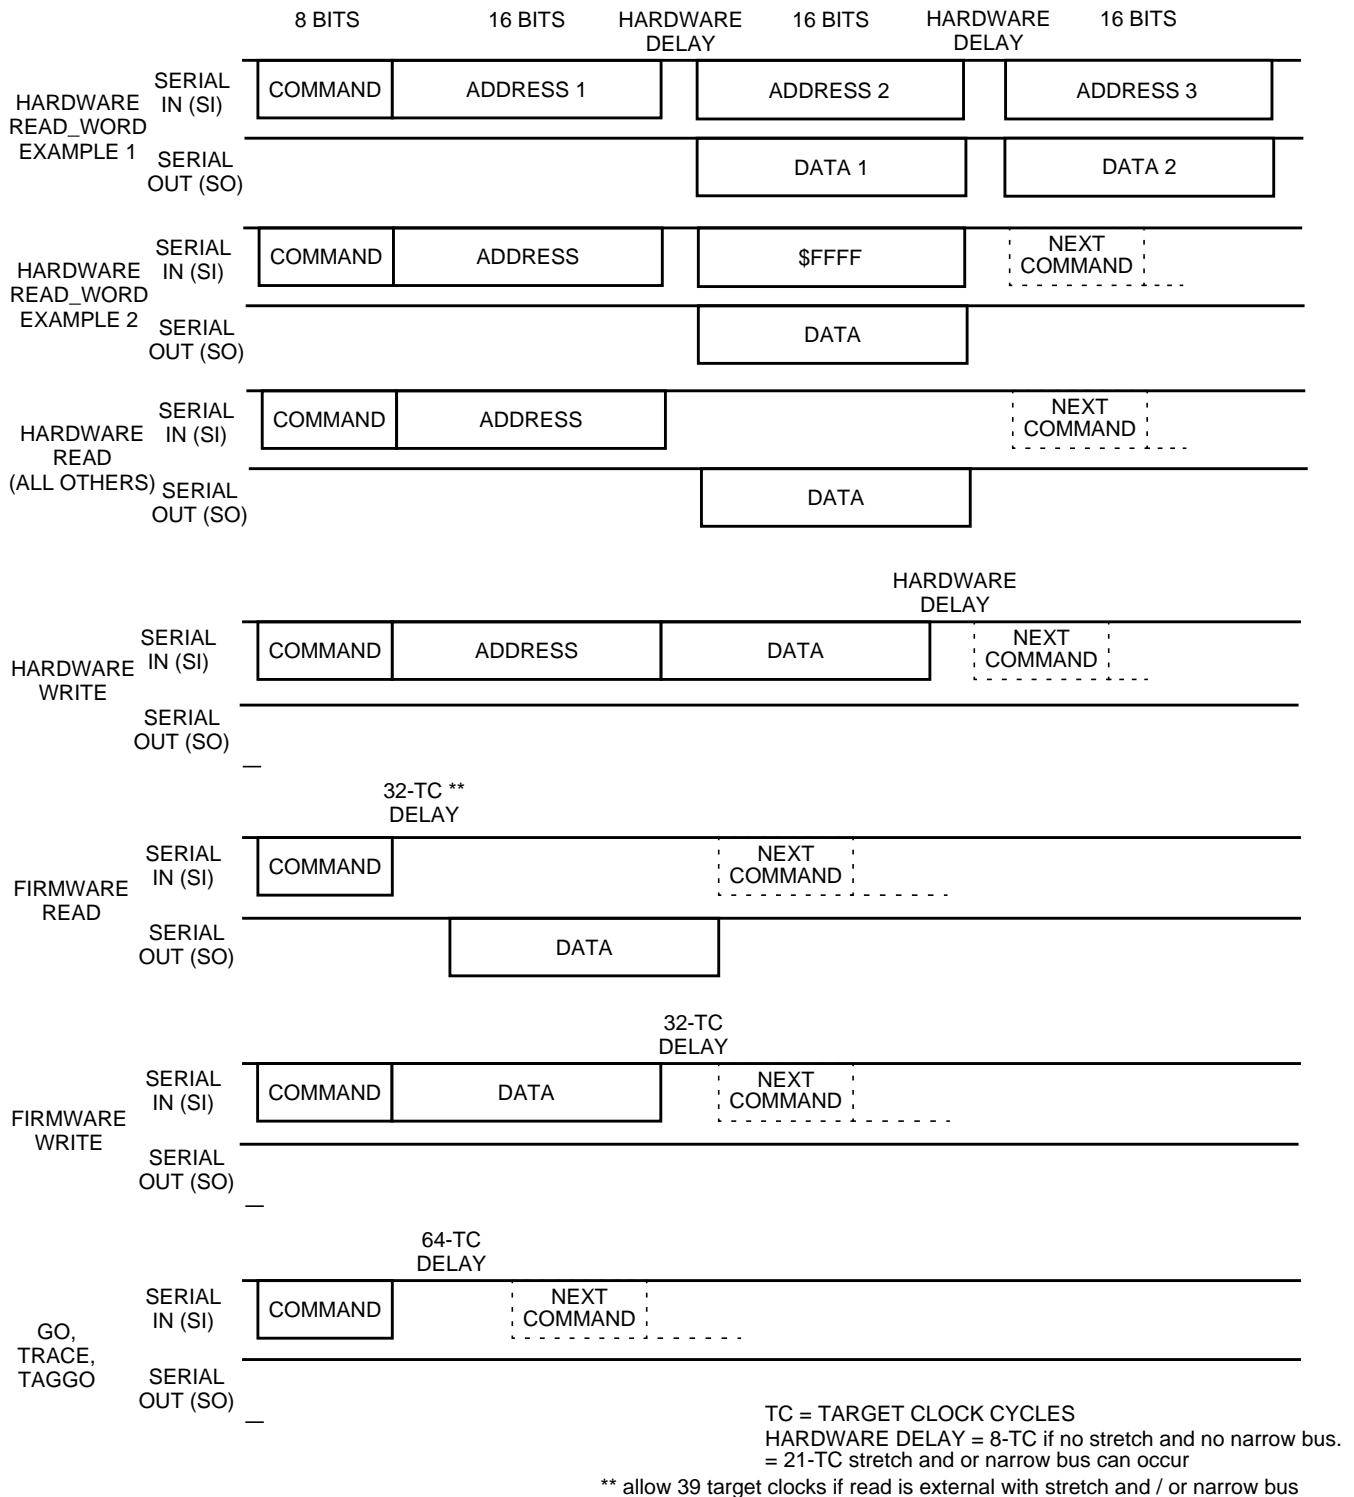 8 BITS 16 BITS HARDWARE 16 BITS HARDWARE 16 BITS
DELAY DELAY
HARDWARE
READ_WORD
EXAMPLE 1
SERIAL
IN (SI)
COMMAND ADDRESS 1 ADDRESS 2 ADDRESS 3
SERIAL
OUT (SO)
DATA 1 DATA 2
HARDWARE
READ_WORD
EXAMPLE 2
SERIAL
IN (SI)
COMMAND ADDRESS $FFFF
NEXT
COMMAND
SERIAL
OUT (SO)
DATA
HARDWARE
READ
(ALL OTHERS)
SERIAL
IN (SI)
COMMAND ADDRESS
NEXT
COMMAND
SERIAL
OUT (SO)
DATA
HARDWARE
DELAY
HARDWARE
WRITE
SERIAL
IN (SI)
COMMAND ADDRESS DATA
NEXT
COMMAND
SERIAL
OUT (SO)
32-TC **
DELAY
FIRMWARE
READ
SERIAL
IN (SI)
COMMAND
NEXT
COMMAND
SERIAL
OUT (SO)
DATA
32-TC
DELAY
FIRMWARE
WRITE
SERIAL
IN (SI)
COMMAND DATA
NEXT
COMMAND
SERIAL
OUT (SO)
64-TC
DELAY
GO,
TRACE,
TAGGO
SERIAL
IN (SI)
COMMAND
NEXT
COMMAND
SERIAL
OUT (SO)
TC = TARGET CLOCK CYCLES
HARDWARE DELAY = 8-TC if no stretch and no narrow bus.
= 21-TC stretch and or narrow bus can occur
** allow 39 target clocks if read is external with stretch and / or narrow bus